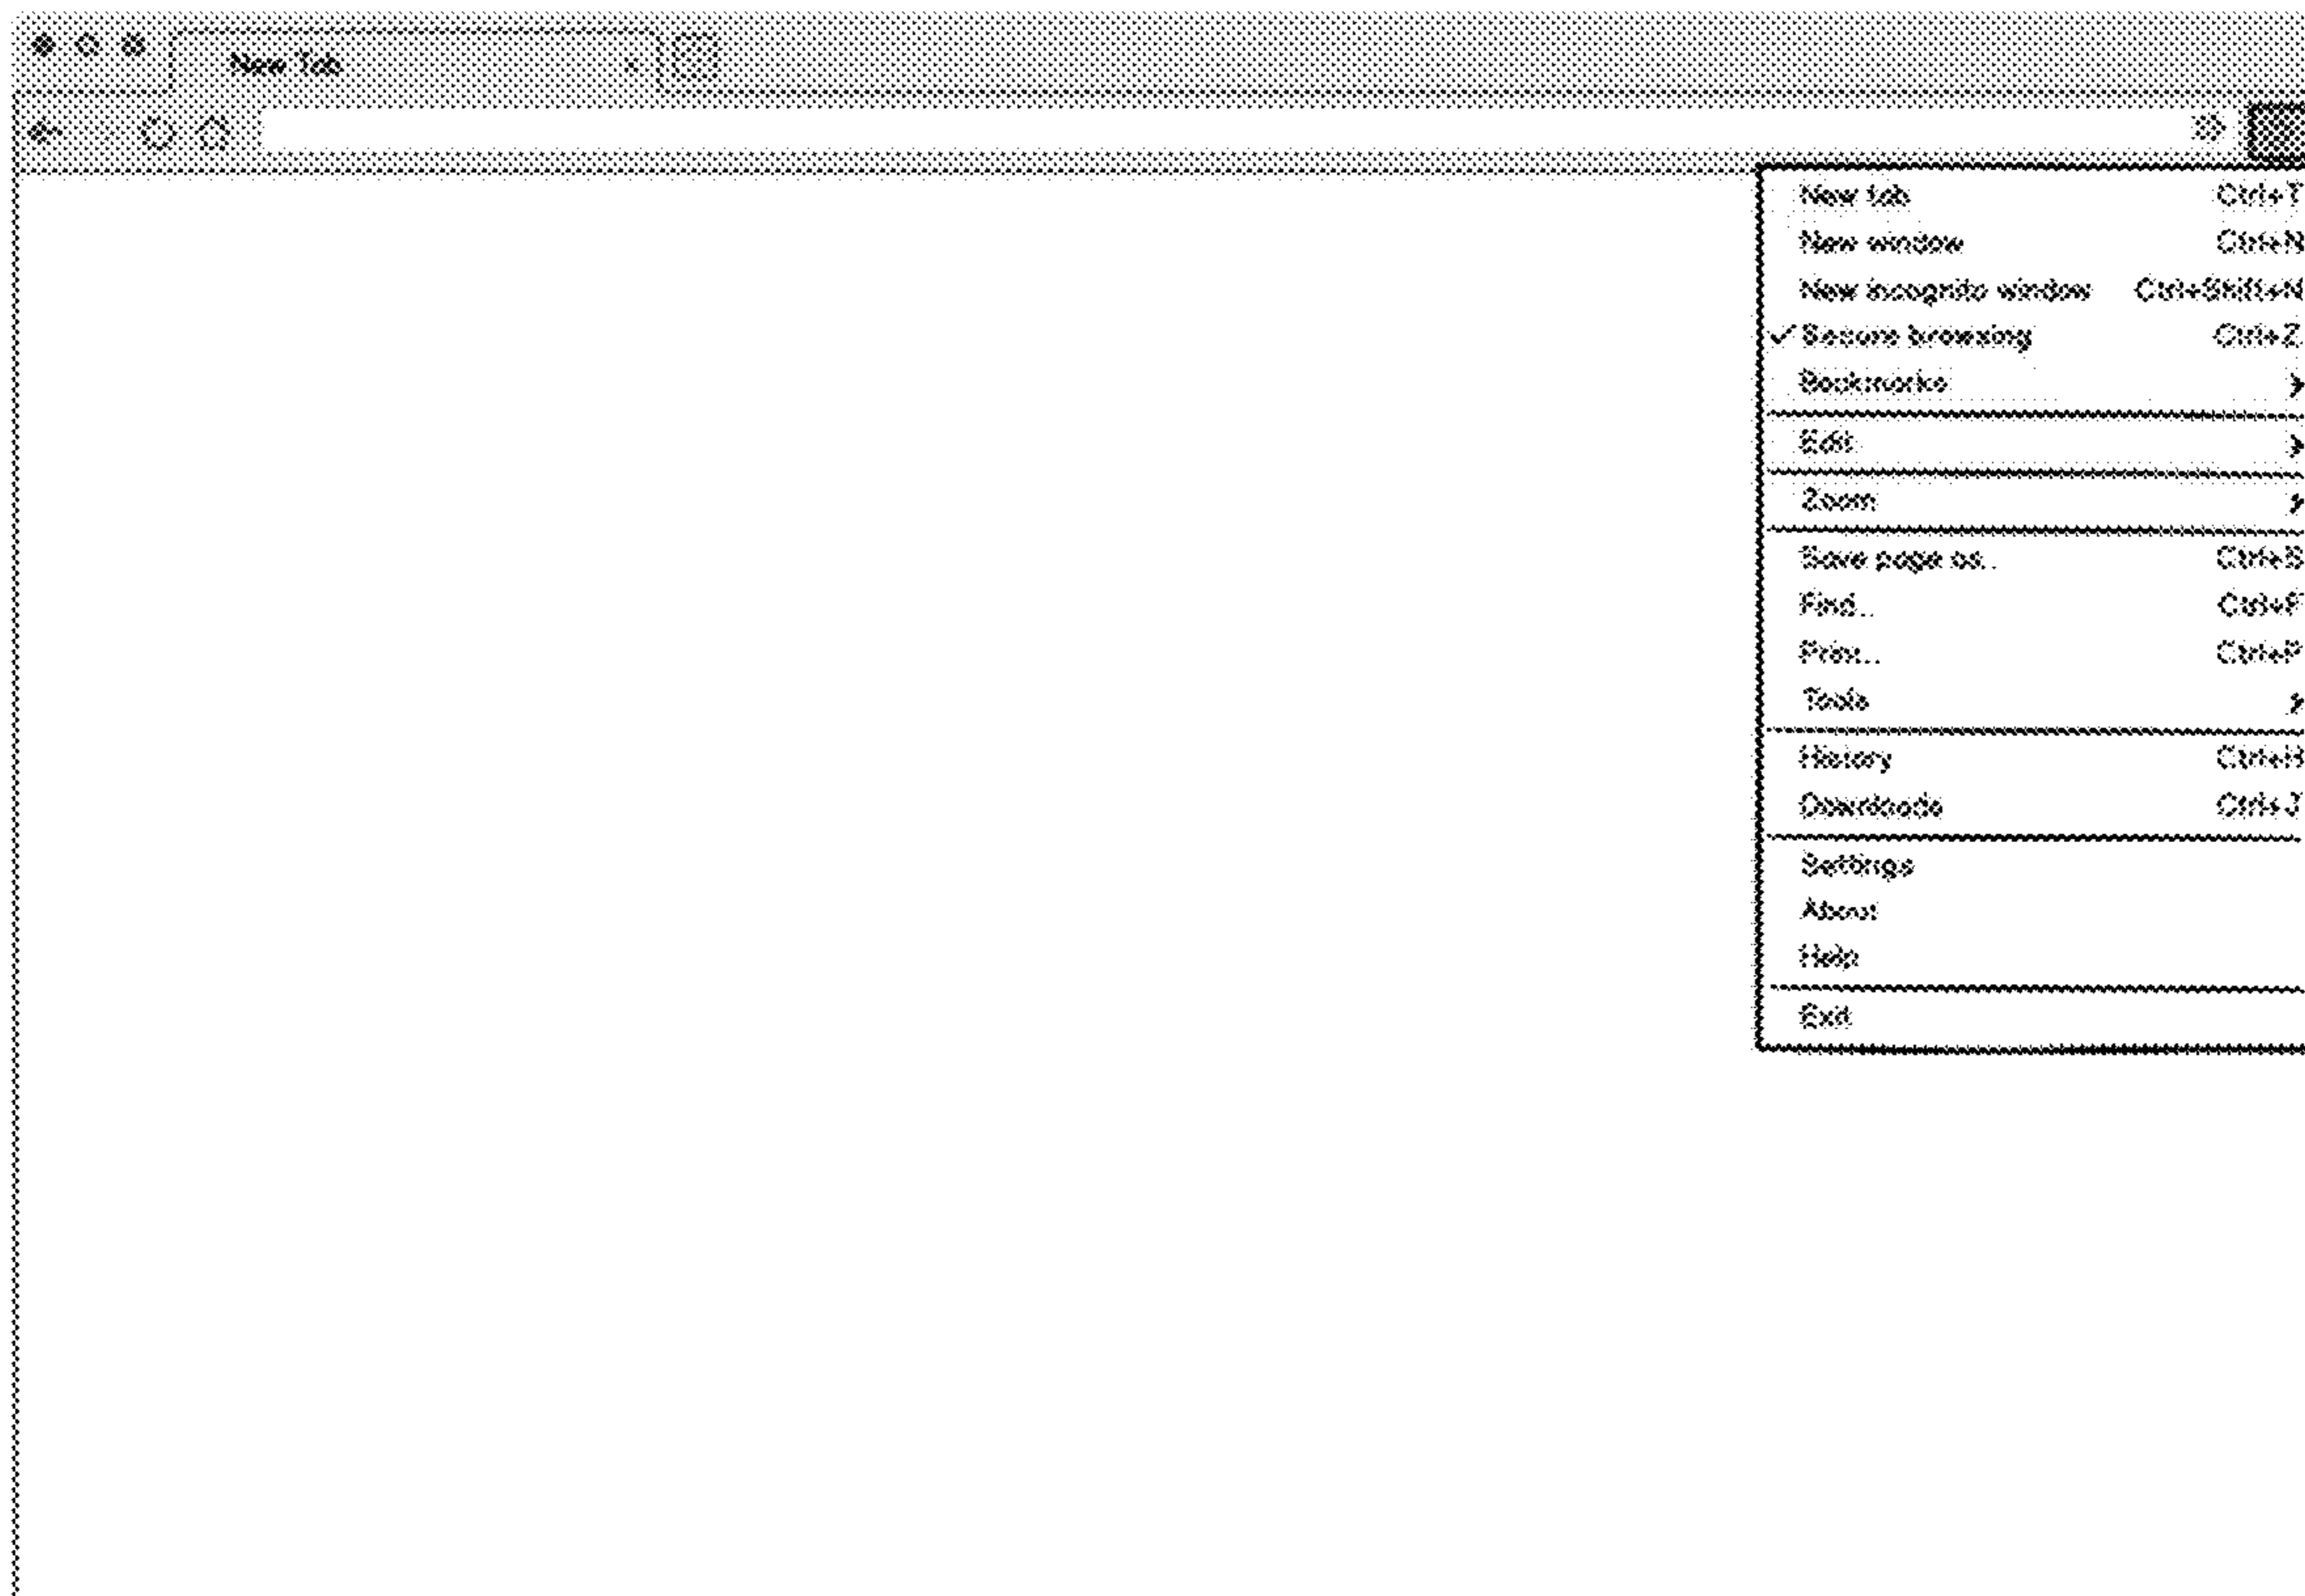 New Tab
New tab Ctrl+T
New window Ctrl+N
New incognito window Ctrl+Shift+N
✓ Secure browsing Ctrl+Z
Bookmarks
Edit
Zoom
Save page as.. Ctrl+S
Find.. Ctrl+F
Print.. Ctrl+P
Tools
History Ctrl+H
Downloads Ctrl+J
Settings
About
Help
Exit